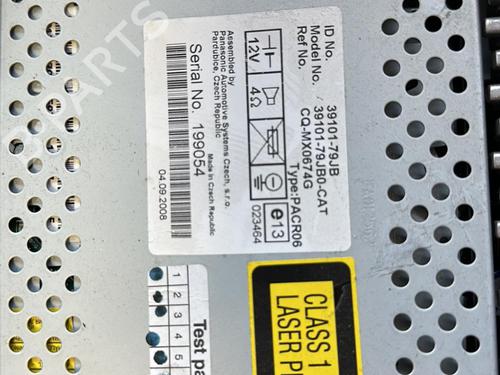 ID No. 39101-79JB
Model No. 39101-79JB0-CAT
Ref No. CQ-MX0674G
Type:PACR06
12V
4Ω
e13
023464
Assembled by
Panasonic Automotive Systems Czech, s.r.o.
Pardubice, Czech Republic
Made in Czech Republic
Serial No. 199054
04.09.2008
CLASS 1
LASER P
Test pa
1
2
3
4
5
B PARTS